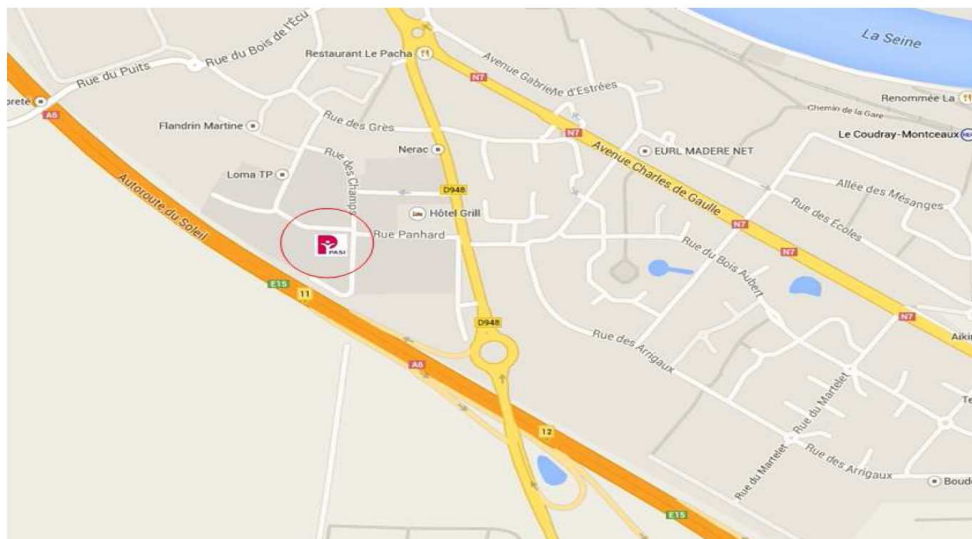 La Seine
Rue du Bois de l'Écu
Restaurant Le Pacha
Avenue Gabrielle d'Estrées
Rue du Puits
N7
Renommée La
Chemin de la Gare
A6
Flandrin Martine
Rue des Grès
N7
Le Coudray-Montceaux
Nerac
EURL MADERE NET
Avenue Charles de Gaulle
Loma TP
Rue des Champs
D948
Allée des Mésanges
Autoroute du Soleil
Hôtel Grill
N7
Rue des Écoles
PASI
Rue Panhard
N7
Rue du Bois Aubert
E15
11
D948
N7
Rue des Arrigaux
Aikin
A6
Rue du Martelet
Te
12
Rue du Martelet
Rue des Arrigaux
Boude
E15